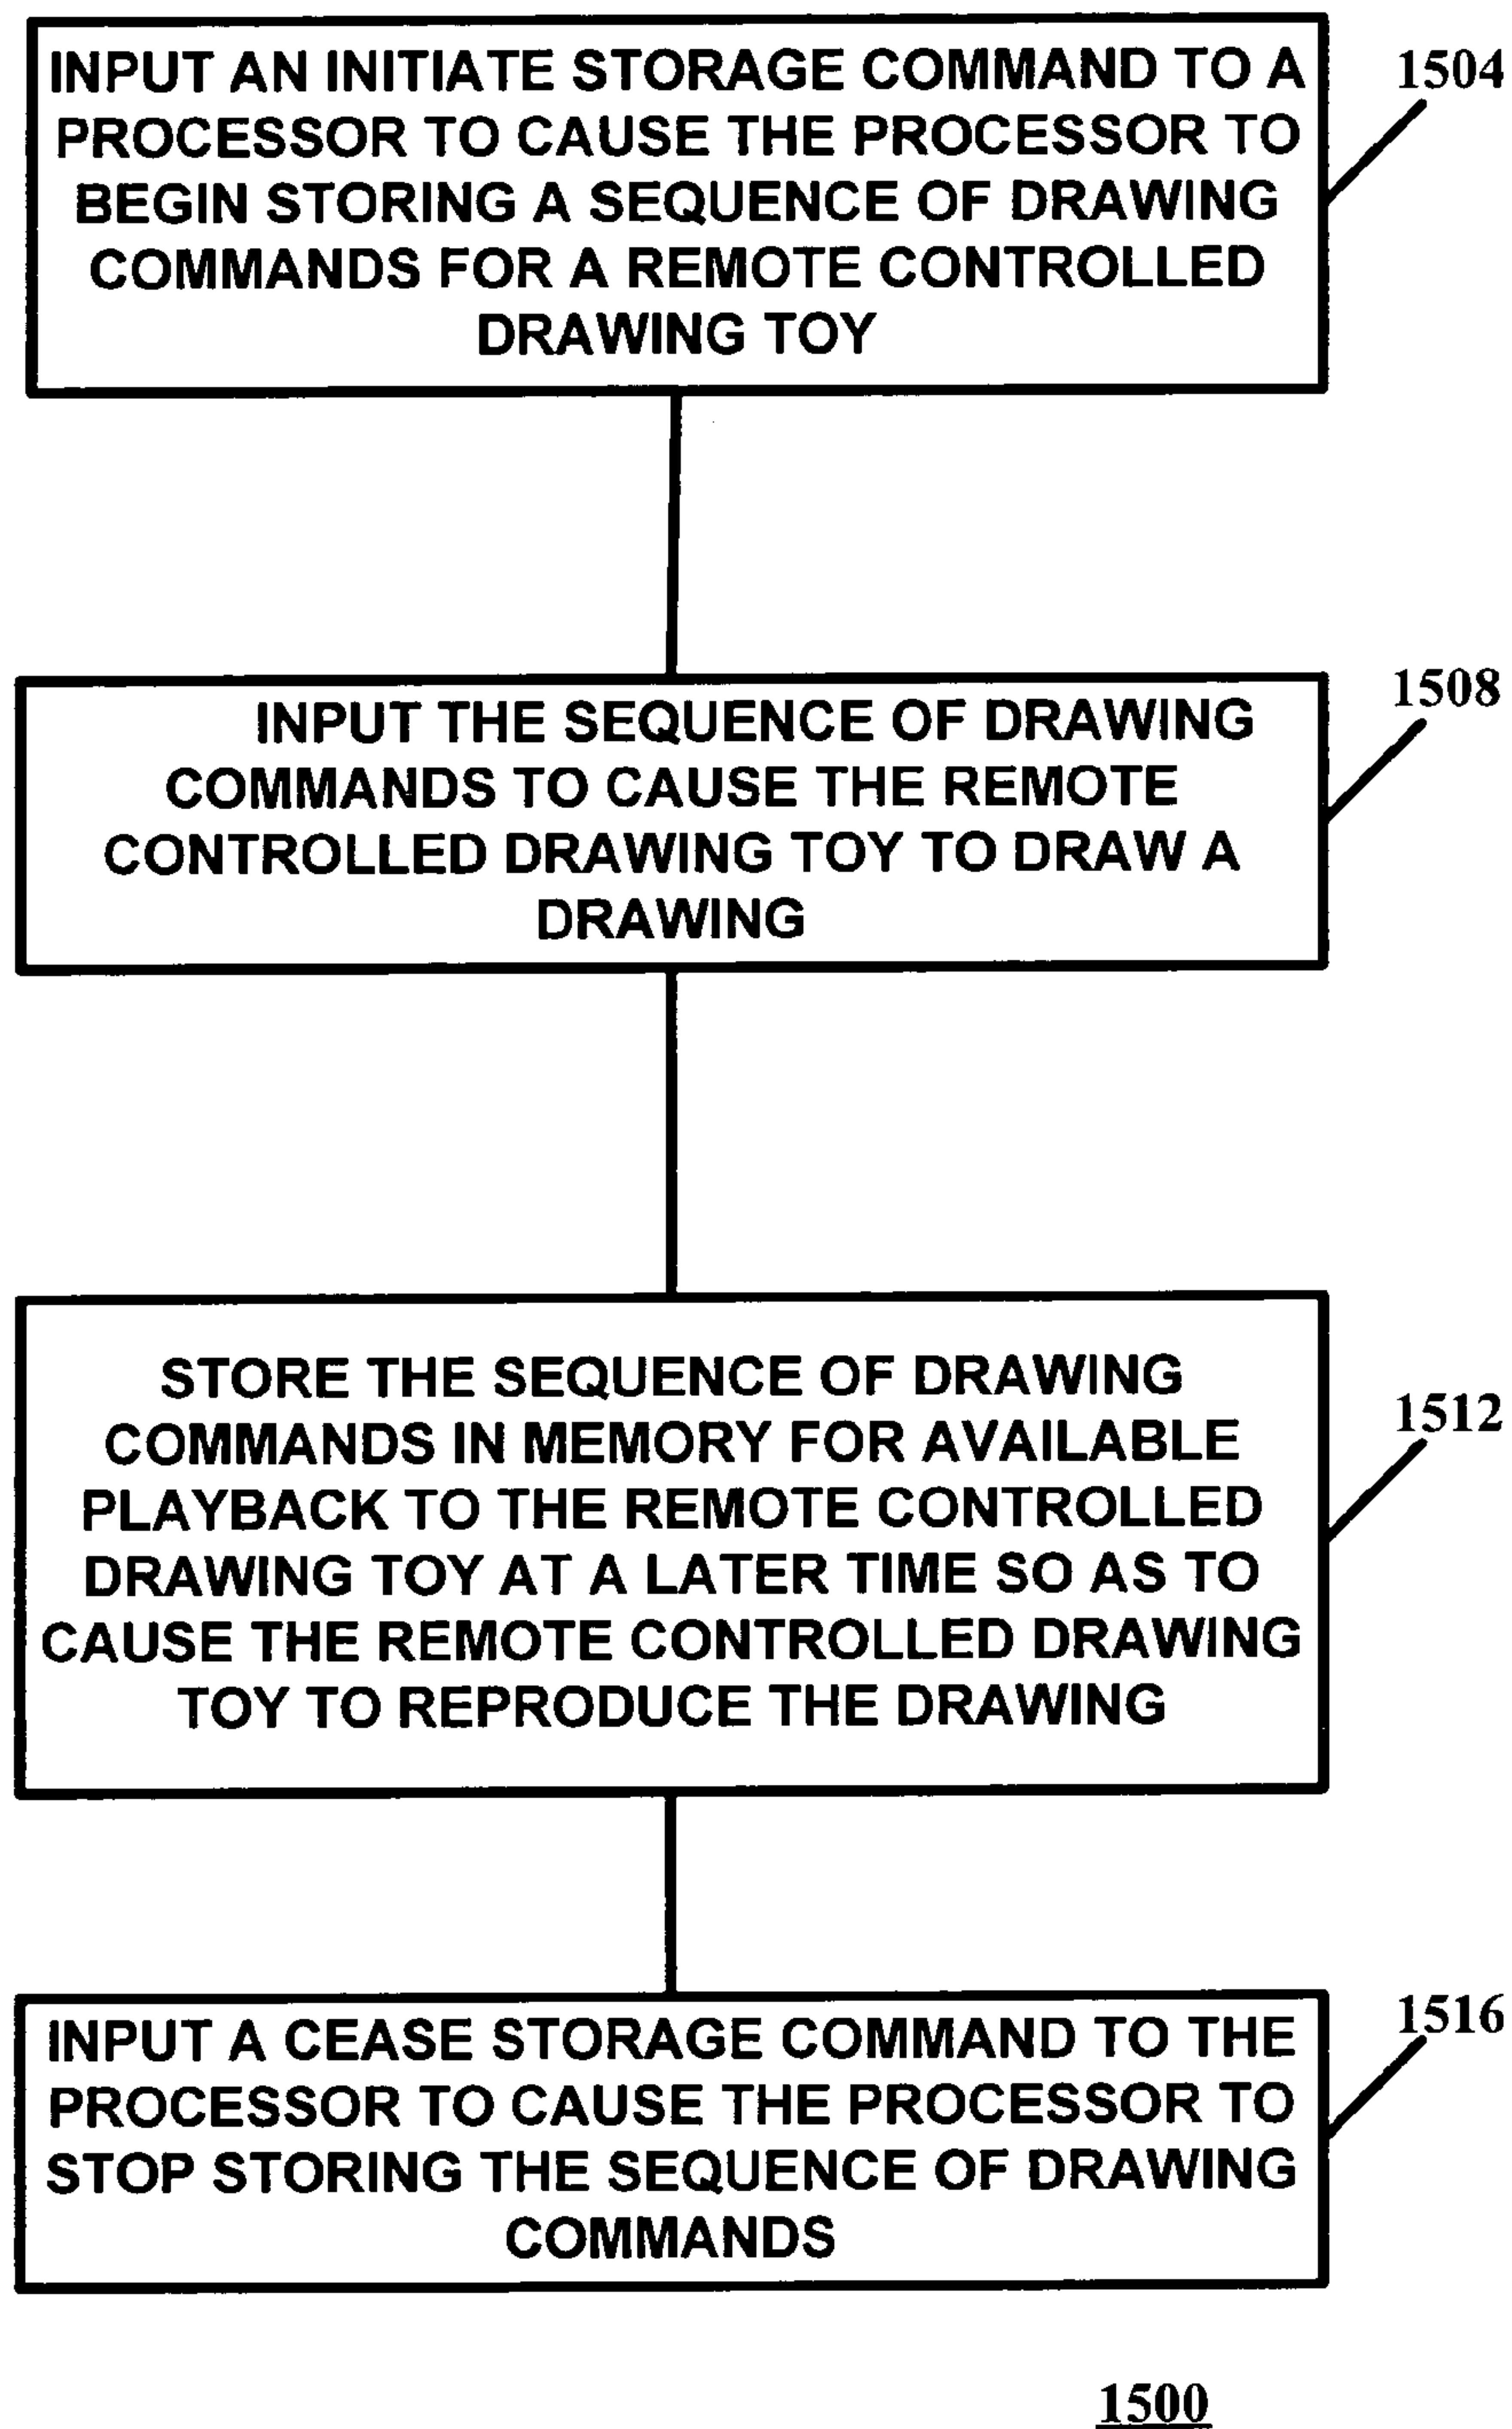 INPUT AN INITIATE STORAGE COMMAND TO A
PROCESSOR TO CAUSE THE PROCESSOR TO
BEGIN STORING A SEQUENCE OF DRAWING
COMMANDS FOR A REMOTE CONTROLLED
DRAWING TOY
1504
INPUT THE SEQUENCE OF DRAWING
COMMANDS TO CAUSE THE REMOTE
CONTROLLED DRAWING TOY TO DRAW A
DRAWING
1508
STORE THE SEQUENCE OF DRAWING
COMMANDS IN MEMORY FOR AVAILABLE
PLAYBACK TO THE REMOTE CONTROLLED
DRAWING TOY AT A LATER TIME SO AS TO
CAUSE THE REMOTE CONTROLLED DRAWING
TOY TO REPRODUCE THE DRAWING
1512
INPUT A CEASE STORAGE COMMAND TO THE
PROCESSOR TO CAUSE THE PROCESSOR TO
STOP STORING THE SEQUENCE OF DRAWING
COMMANDS
1516
1500